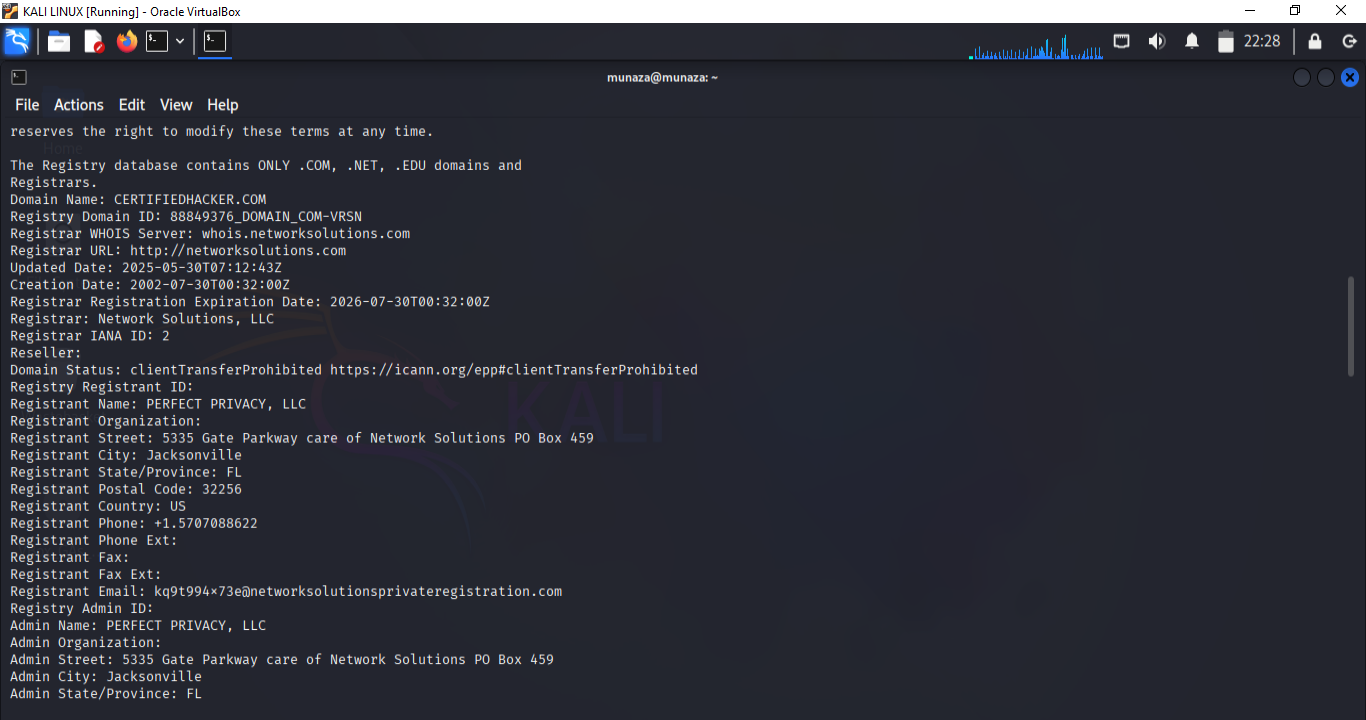 KALI LINUX [Running] - Oracle VirtualBox
22:28
munaza@munaza: ~
File Actions Edit View Help
reserves the right to modify these terms at any time.
Home
The Registry database contains ONLY .COM, .NET, .EDU domains and
Registrars.
Domain Name: CERTIFIEDHACKER.COM
Registry Domain ID: 88849376_DOMAIN_COM-VRSN
Registrar WHOIS Server: whois.networksolutions.com
Registrar URL: http://networksolutions.com
Updated Date: 2025-05-30T07:12:43Z
Creation Date: 2002-07-30T00:32:00Z
Registrar Registration Expiration Date: 2026-07-30T00:32:00Z
Registrar: Network Solutions, LLC
Registrar IANA ID: 2
Reseller:
Domain Status: clientTransferProhibited https://icann.org/epp#clientTransferProhibited
Registry Registrant ID:
Registrant Name: PERFECT PRIVACY, LLC
KALI
Registrant Organization:
Registrant Street: 5335 Gate Parkway care of Network Solutions PO Box 459
Registrant City: Jacksonville
Registrant State/Province: FL
Registrant Postal Code: 32256
Registrant Country: US
Registrant Phone: +1.5707088622
Registrant Phone Ext:
Registrant Fax:
Registrant Fax Ext:
Registrant Email: kq9t994×73e@networksolutionsprivateregistration.com
Registry Admin ID:
Admin Name: PERFECT PRIVACY, LLC
Admin Organization:
Admin Street: 5335 Gate Parkway care of Network Solutions PO Box 459
Admin City: Jacksonville
Admin State/Province: FL